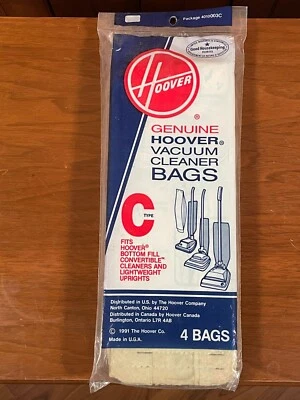 Package 4010003C
HOOVER
Good Housekeeping
GENUINE
HOOVER®
VACUUM
CLEANER
BAGS
C TYPE
FITS
HOOVER®
BOTTOM FILL
CONVERTIBLE™
CLEANERS AND
LIGHTWEIGHT
UPRIGHTS
Distributed in U.S. by The Hoover Company
North Canton, Ohio 44720
Distributed in Canada by Hoover Canada
Burlington, Ontario L7R 4A8
© 1991 The Hoover Co.
Made in U.S.A.
4 BAGS